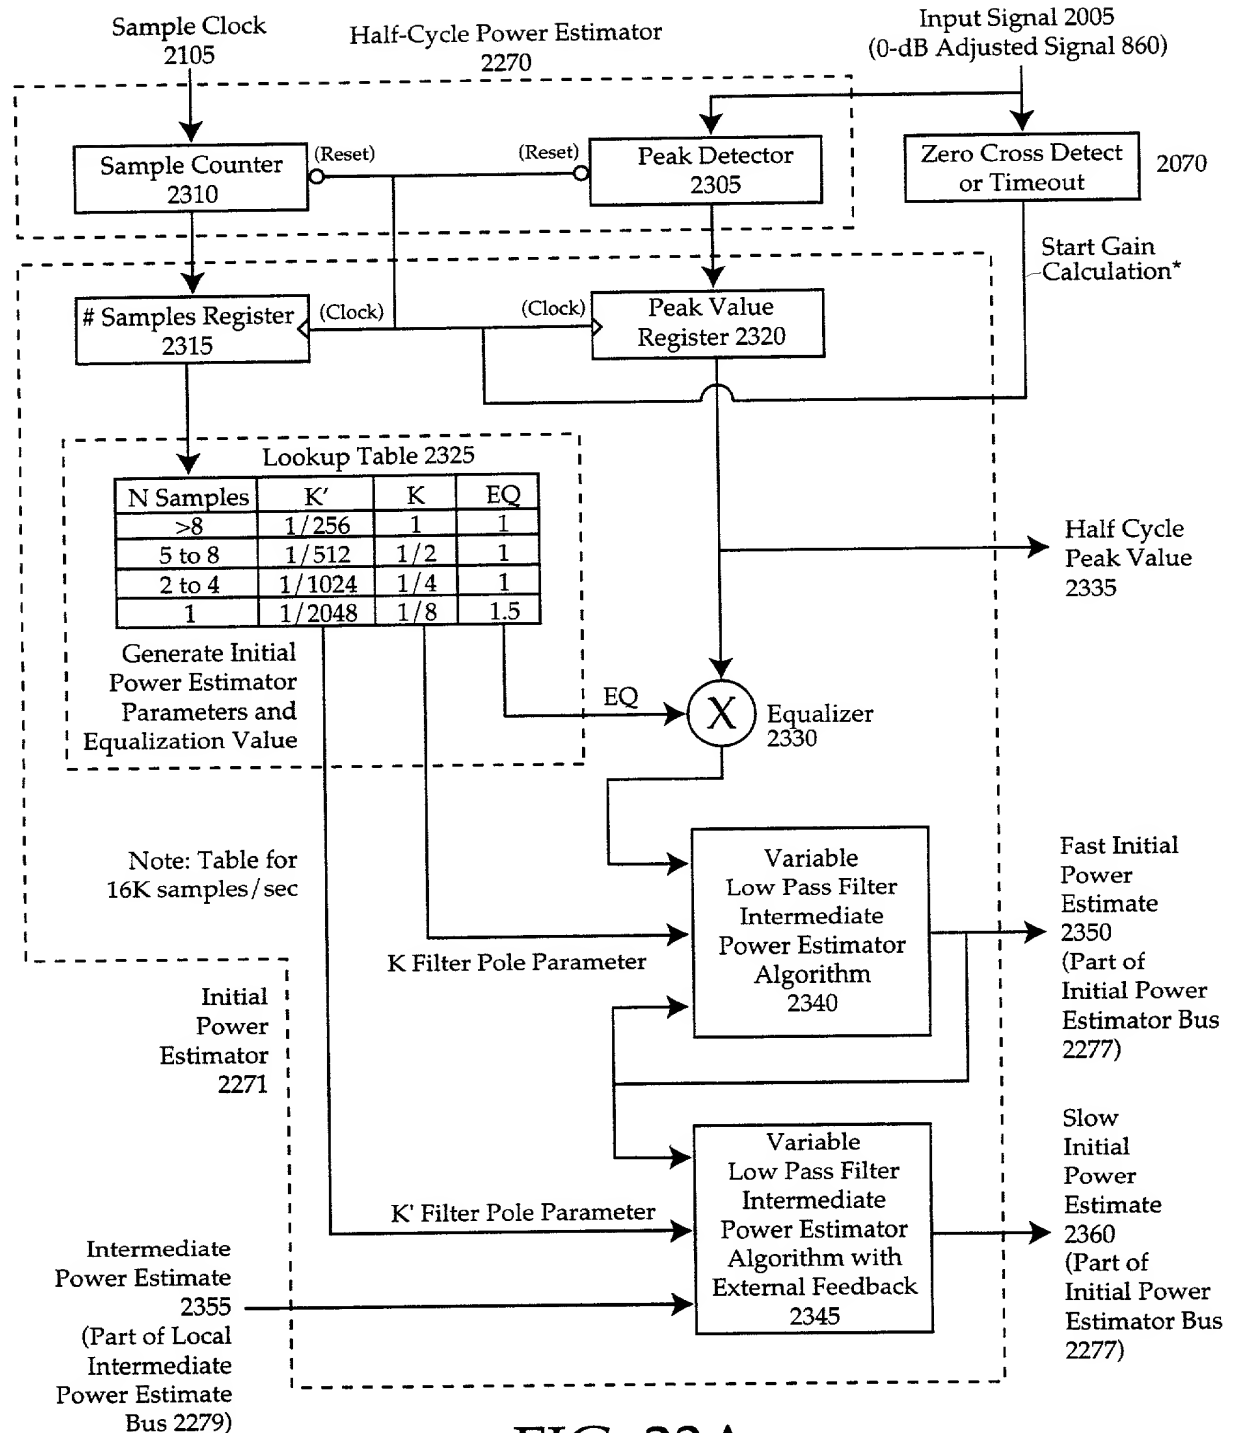 Sample Clock
2105
Half-Cycle Power Estimator
2270
Input Signal 2005
(0-dB Adjusted Signal 860)
Sample Counter
2310
(Reset)
(Reset)
Peak Detector
2305
Zero Cross Detect
or Timeout
2070
Start Gain
Calculation*
# Samples Register
2315
(Clock)
(Clock)
Peak Value
Register 2320
Lookup Table 2325
N Samples K' K EQ
>8 1/256 1 1
5 to 8 1/512 1/2 1
2 to 4 1/1024 1/4 1
1 1/2048 1/8 1.5
Generate Initial
Power Estimator
Parameters and
Equalization Value
Half Cycle
Peak Value
2335
EQ
X
Equalizer
2330
Note: Table for
16K samples/sec
Variable
Low Pass Filter
Intermediate
Power Estimator
Algorithm
2340
K Filter Pole Parameter
Fast Initial
Power
Estimate
2350
(Part of
Initial Power
Estimator Bus
2277)
Initial
Power
Estimator
2271
Variable
Low Pass Filter
Intermediate
Power Estimator
Algorithm with
External Feedback
2345
K' Filter Pole Parameter
Slow
Initial
Power
Estimate
2360
(Part of
Initial Power
Estimator Bus
2277)
Intermediate
Power Estimate
2355
(Part of Local
Intermediate
Power Estimate
Bus 2279)
FIG. 23A